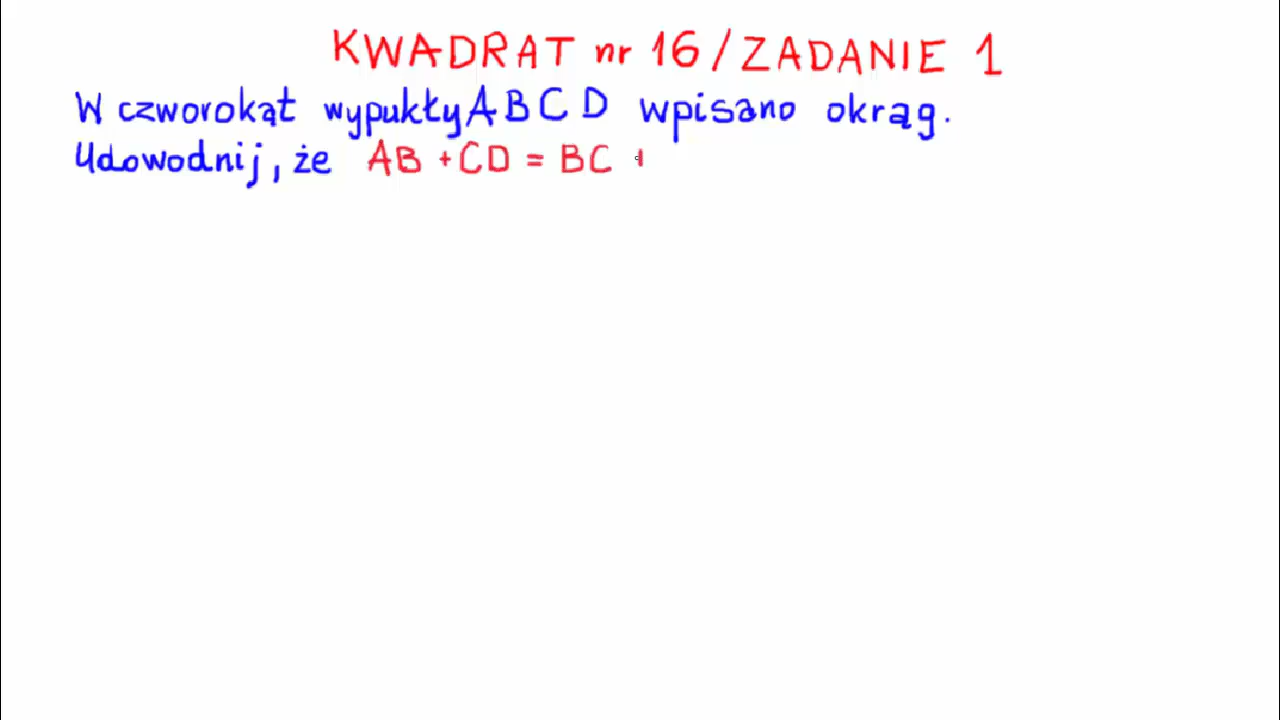 KWADRAT nr 16 / ZADANIE 1
W czworokąt wypukły ABCD wpisano okrąg.
Udowodnij, że AB + CD = BC +